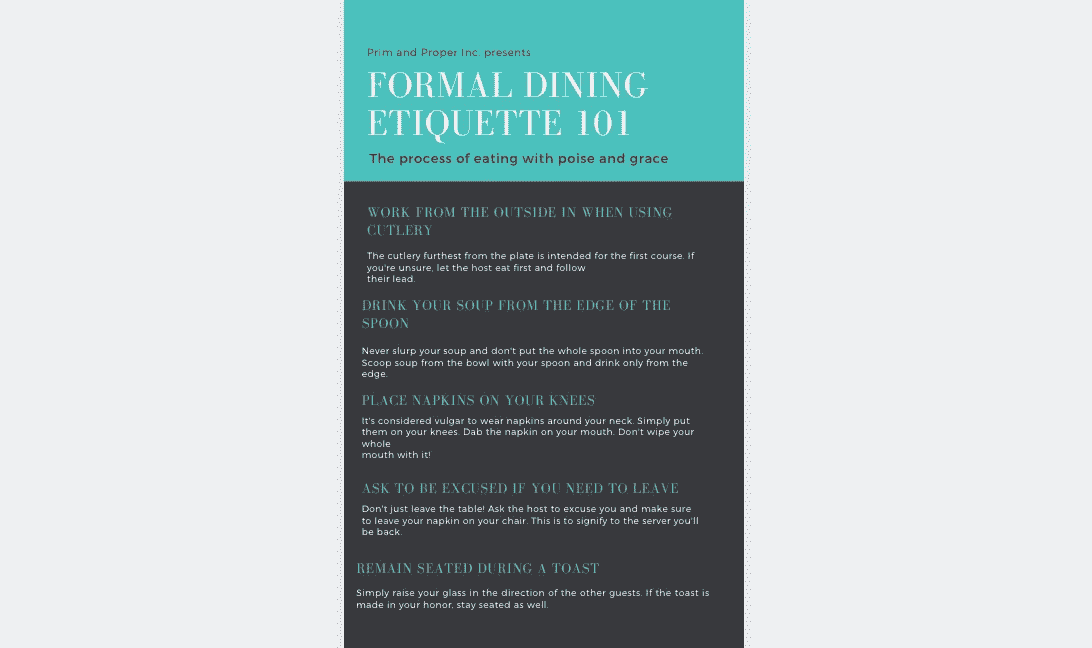 Prim and Proper Inc. presents
FORMAL DINING
ETIQUETTE 101
The process of eating with poise and grace
WORK FROM THE OUTSIDE IN WHEN USING
CUTLERY
The cutlery furthest from the plate is intended for the first course. If
you're unsure, let the host eat first and follow
their lead.
DRINK YOUR SOUP FROM THE EDGE OF THE
SPOON
Never slurp your soup and don't put the whole spoon into your mouth.
Scoop soup from the bowl with your spoon and drink only from the
edge.
PLACE NAPKINS ON YOUR KNEES
It's considered vulgar to wear napkins around your neck. Simply put
them on your knees. Dab the napkin on your mouth. Don't wipe your
whole
mouth with it!
ASK TO BE EXCUSED IF YOU NEED TO LEAVE
Don't just leave the table! Ask the host to excuse you and make sure
to leave your napkin on your chair. This is to signify to the server you'll
be back.
REMAIN SEATED DURING A TOAST
Simply raise your glass in the direction of the other guests. If the toast is
made in your honor, stay seated as well.